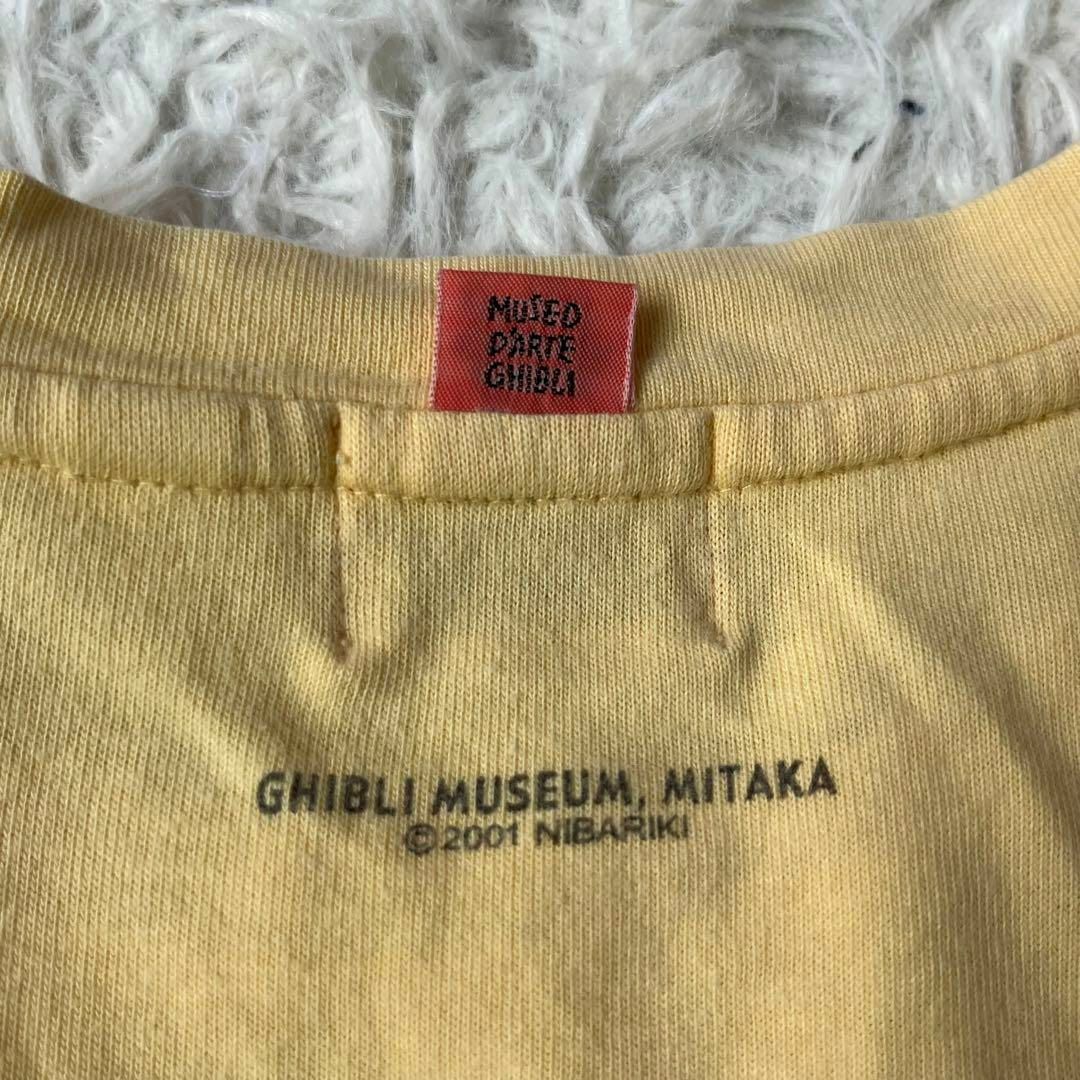 MUSEO
D'ARTE
GHIBLI
GHIBLI MUSEUM, MITAKA
©2001 NIBARIKI